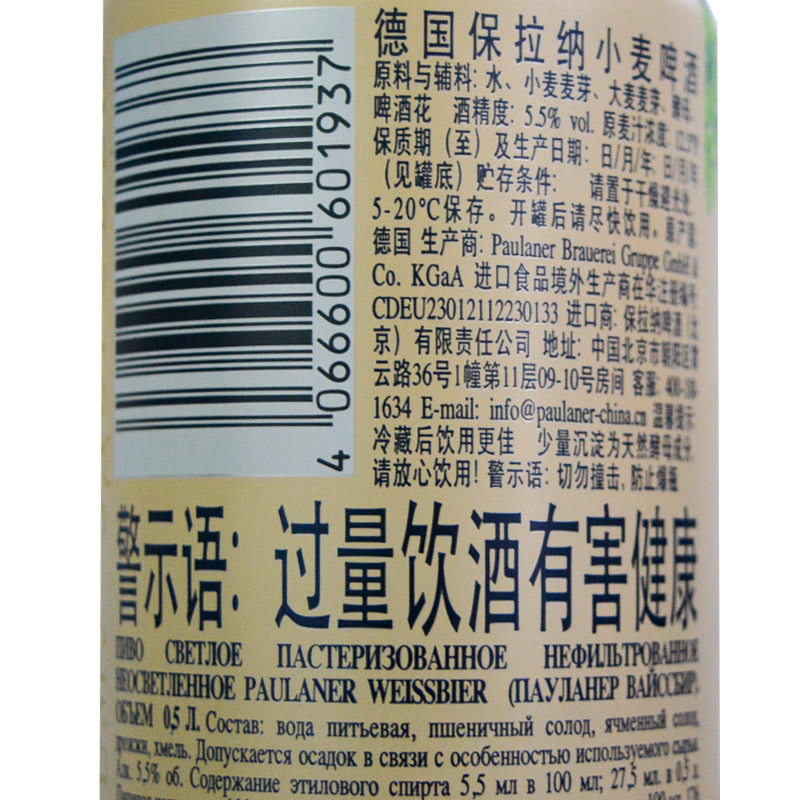 4 066600 601937
德国保拉纳小麦啤酒
原料与辅料: 水、小麦麦芽、大麦麦芽、酵母、
啤酒花 酒精度: 5.5% vol. 原麦汁浓度:
保质期（至）及生产日期: 日/月/年; 日/月/年
（见罐底）贮存条件: 请置于干燥避光处,
5-20℃保存。开罐后请尽快饮用。原产国:
德国 生产商: Paulaner Brauerei Gruppe GmbH &
Co. KGaA 进口食品境外生产商在华注册编号:
CDEU23012112230133 进口商: 保拉纳啤酒（北
京）有限责任公司 地址: 中国北京市朝阳区霄
云路36号1幢第11层09-10号房间 客服: 400-108-
1634 E-mail: info@paulaner-china.cn 温馨提示:
冷藏后饮用更佳 少量沉淀为天然酵母成分,
请放心饮用! 警示语: 切勿撞击, 防止爆瓶
警示语: 过量饮酒有害健康
ПИВО СВЕТЛОЕ ПАСТЕРИЗОВАННОЕ НЕФИЛЬТРОВАННОЕ
НЕОСВЕТЛЕННОЕ PAULANER WEISSBIER (ПАУЛАНЕР ВАЙССБИР).
ОБЪЕМ 0,5 Л. Состав: вода питьевая, пшеничный солод, ячменный солод,
дрожжи, хмель. Допускается осадок в связи с особенностью используемого сырья.
Алк. 5,5% об. Содержание этилового спирта 5,5 мл в 100 мл; 27,5 мл в 0,5 л.